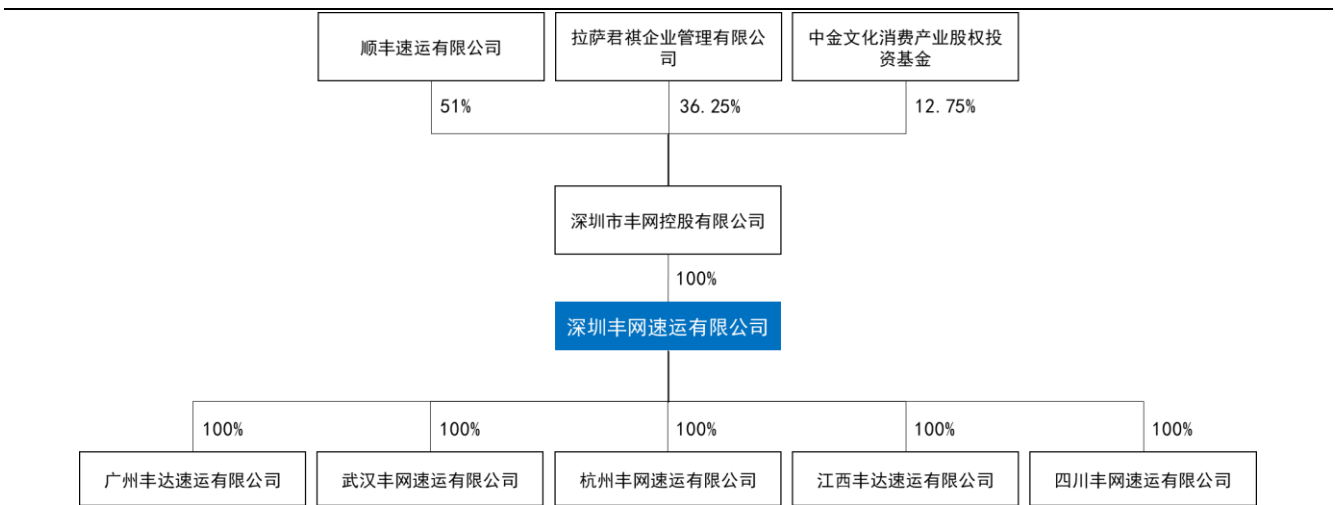 顺丰速运有限公司
拉萨君祺企业管理有限公
司
中金文化消费产业股权投
资基金
51%
36.25%
12.75%
深圳市丰网控股有限公司
100%
深圳丰网速运有限公司
100%
100%
100%
100%
100%
广州丰达速运有限公司
武汉丰网速运有限公司
杭州丰网速运有限公司
江西丰达速运有限公司
四川丰网速运有限公司